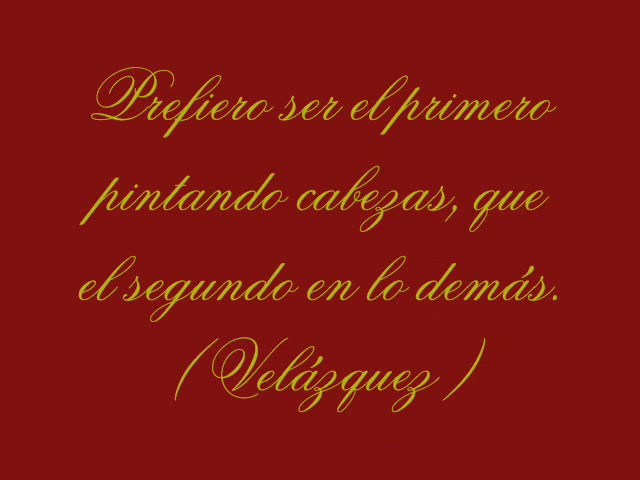 Prefiero ser el primero
pintando cabezas, que
el segundo en lo demás.
( Velázquez )